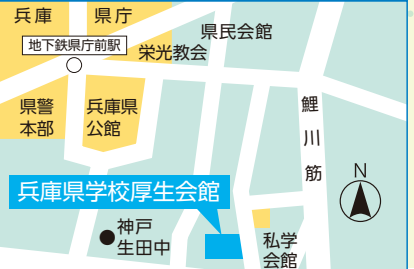 兵庫 県庁
地下鉄県庁前駅
県民会館
栄光教会
県警
本部
兵庫県
公館
鯉川筋
N
兵庫県学校厚生会館
神戸
生田中
私学
会館